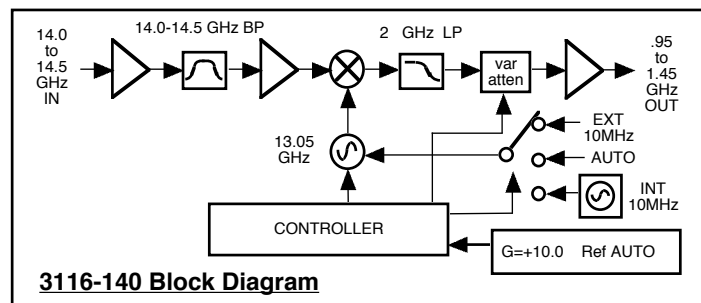 14.0
to
14.5
GHz
IN
14.0-14.5 GHz BP
2 GHz LP
var
atten
.95
to
1.45
GHz
OUT
13.05
GHz
EXT
10MHz
AUTO
INT
10MHz
CONTROLLER
G=+10.0 Ref AUTO
3116-140 Block Diagram